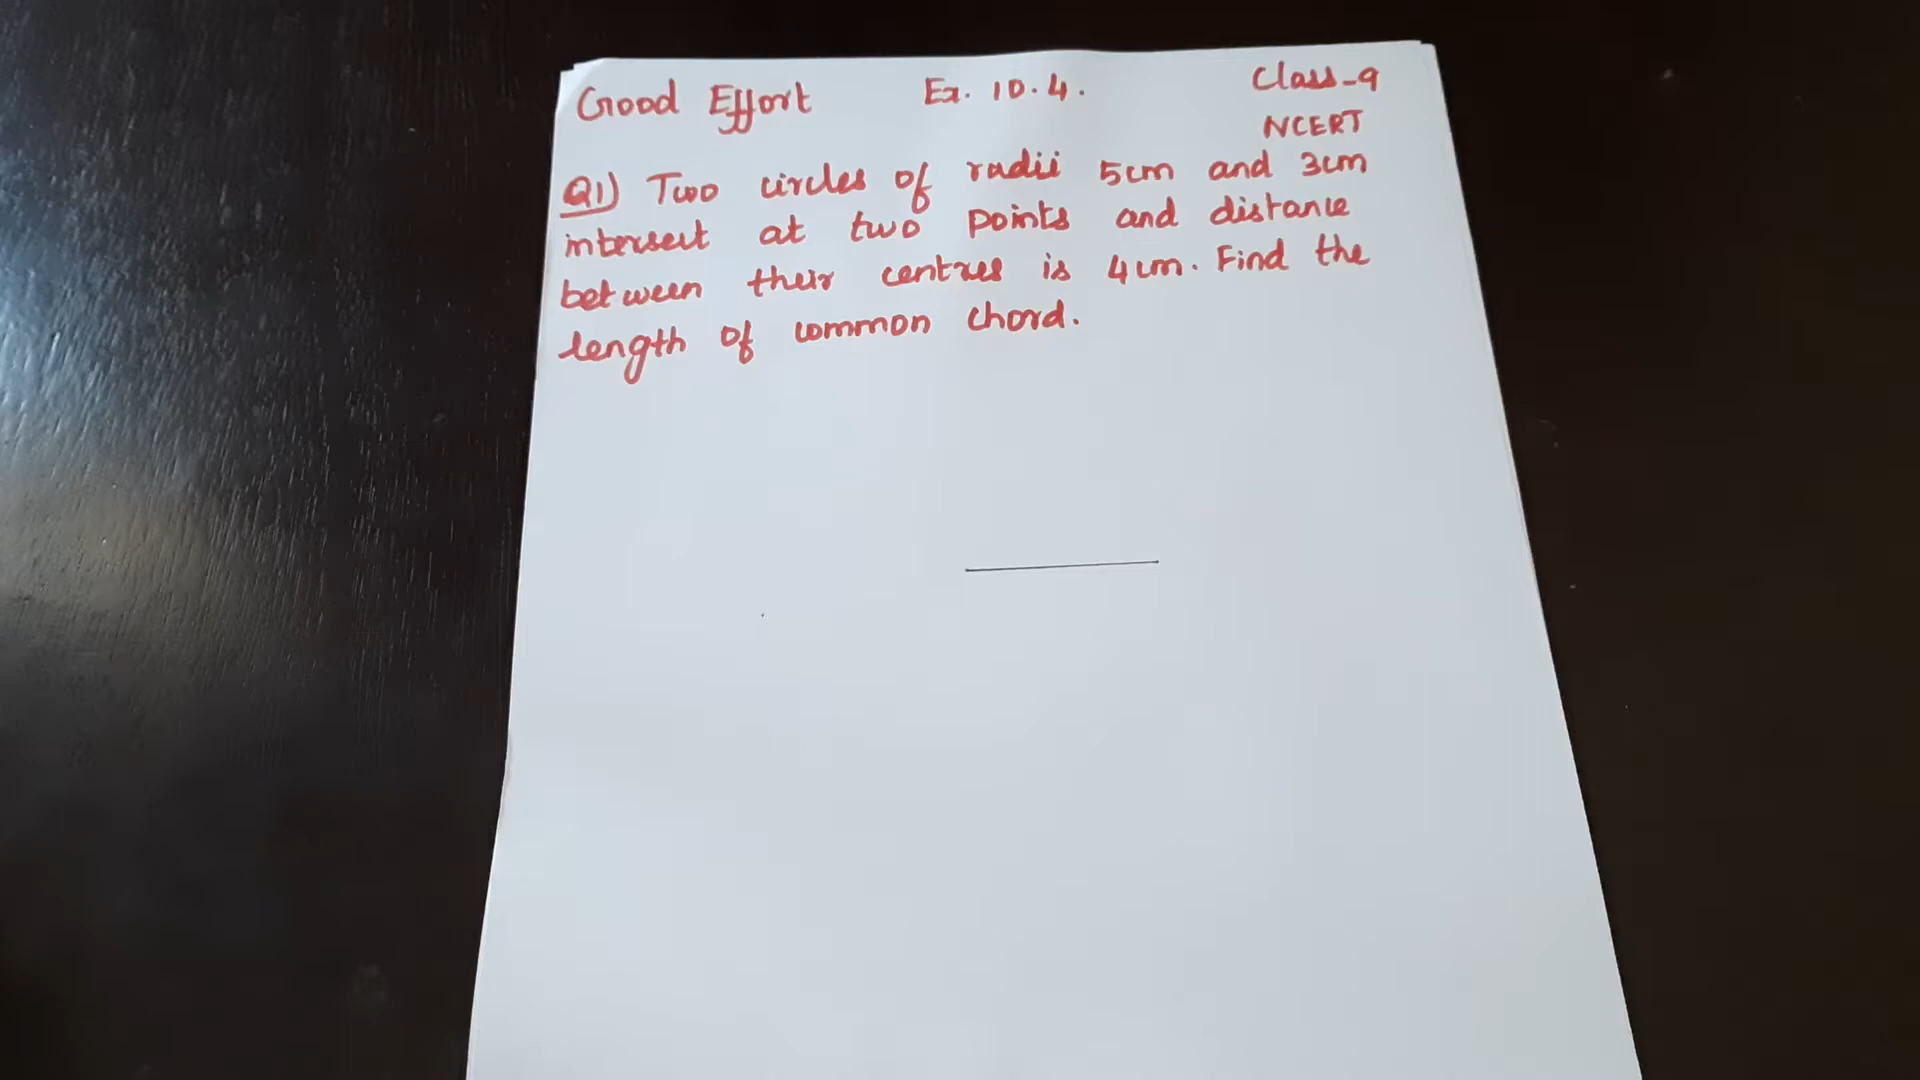 Good Effort Ex. 10.4. Class-9
NCERT
Q1) Two circles of radii 5cm and 3cm
intersect at two points and distance
between their centres is 4cm. Find the
length of common chord.